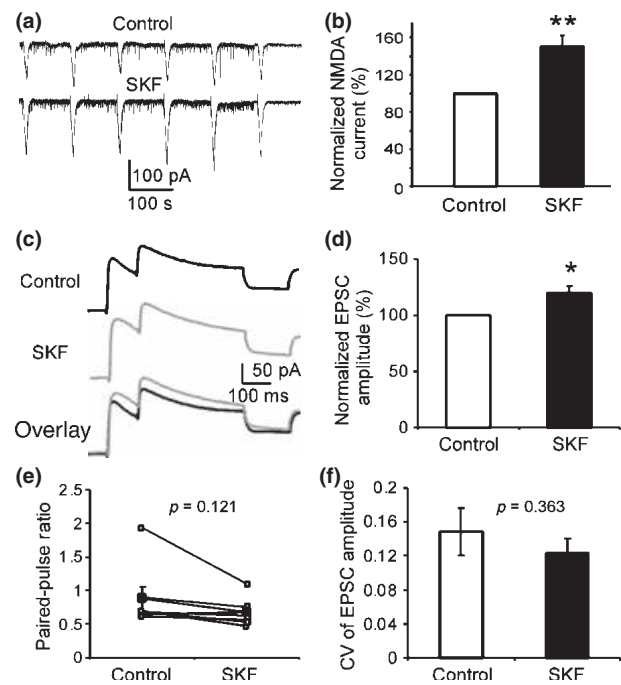 (a)
Control
SKF
100 pA
100 s
(b)
Normalized NMDA
current (%)
160
120
80
40
0
**
Control
SKF
(c)
Control
SKF
50 pA
100 ms
Overlay
(d)
Normalized EPSC
amplitude (%)
150
100
50
0
*
Control
SKF
(e)
Paired-pulse ratio
2.5
2
1.5
1
0.5
0
p = 0.121
Control
SKF
(f)
CV of EPSC amplitude
0.2
0.16
0.12
0.08
0.04
0
p = 0.363
Control
SKF